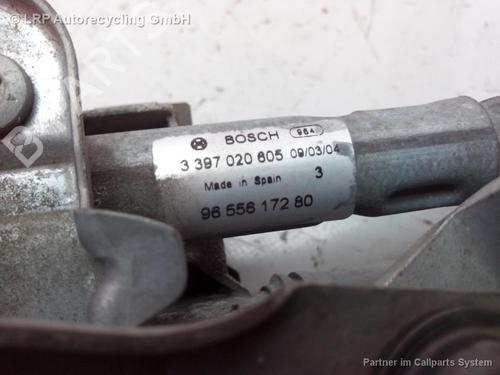 © LRP Autorecycling GmbH
BOSCH 964
3 397 020 605 09/03/04
Made in Spain 3
96 556 172 80
Partner im Callparts System